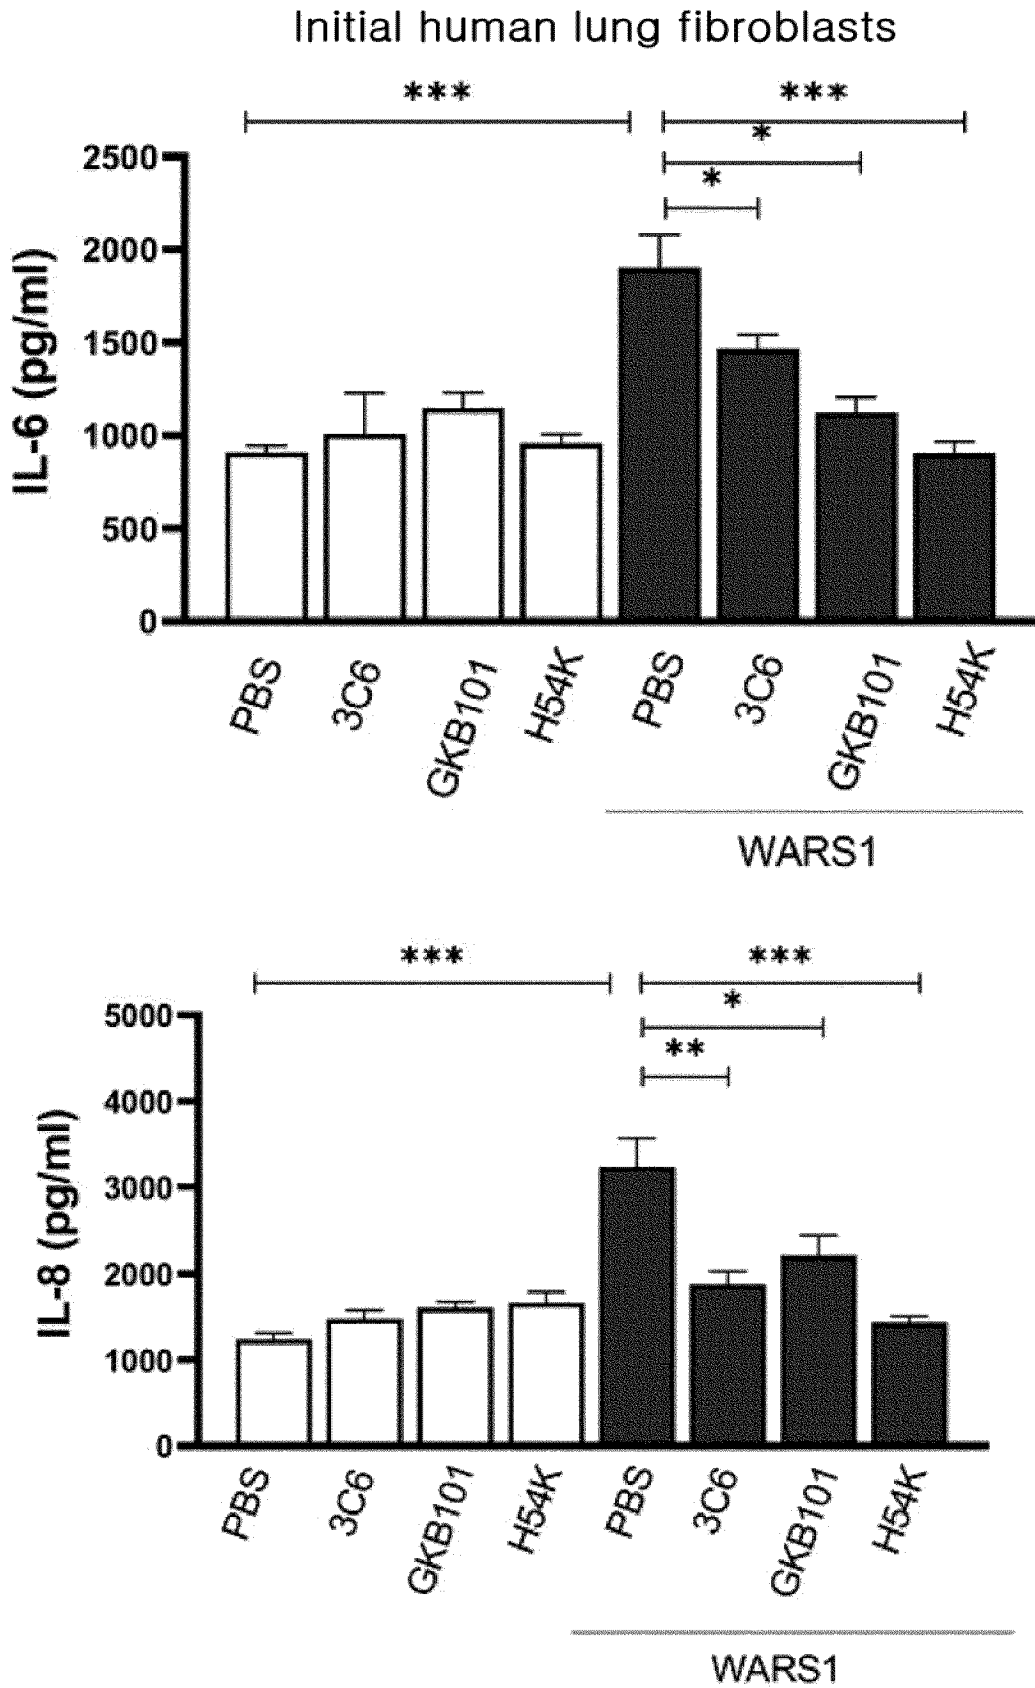 Initial human lung fibroblasts
*** ***
*
*
2500
2000
1500
1000
500
0
IL-6 (pg/ml)
PBS 3C6 GKB101 H54K PBS 3C6 GKB101 H54K
WARS1
*** ***
*
**
5000
4000
3000
2000
1000
0
IL-8 (pg/ml)
PBS 3C6 GKB101 H54K PBS 3C6 GKB101 H54K
WARS1